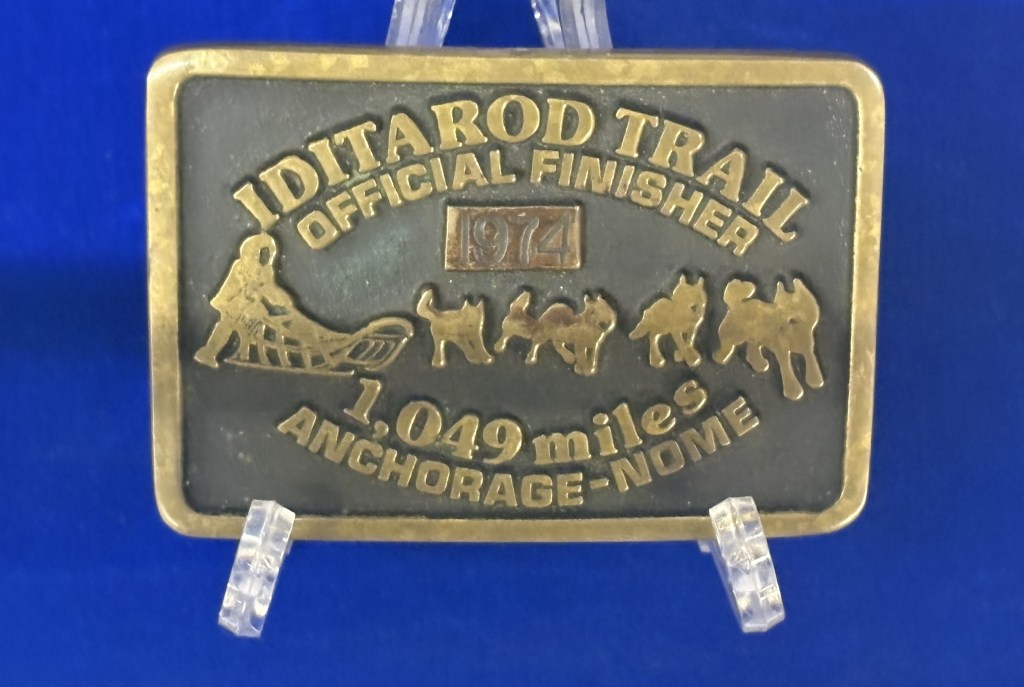 IDITAROD TRAIL
OFFICIAL FINISHER
1974
1,049 miles
ANCHORAGE-NOME